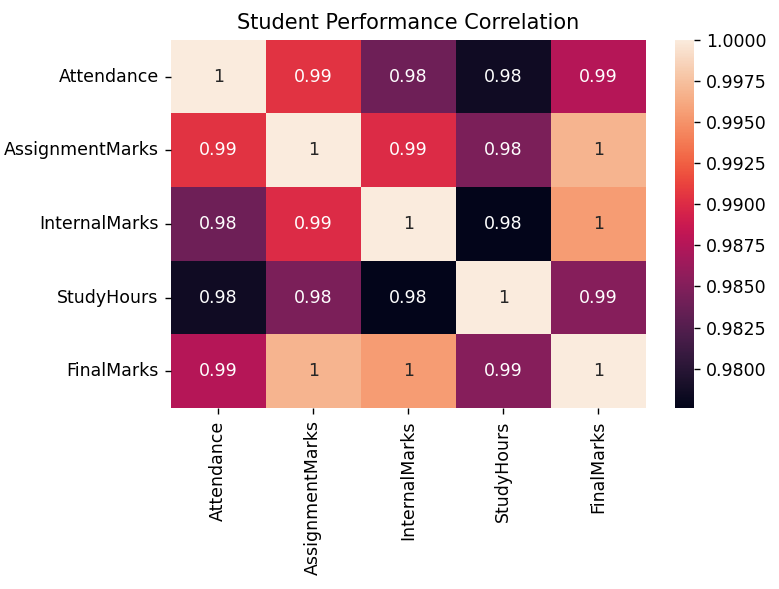 Student Performance Correlation
Attendance 1 0.99 0.98 0.98 0.99
AssignmentMarks 0.99 1 0.99 0.98 1
InternalMarks 0.98 0.99 1 0.98 1
StudyHours 0.98 0.98 0.98 1 0.99
FinalMarks 0.99 1 1 0.99 1
Attendance
AssignmentMarks
InternalMarks
StudyHours
FinalMarks
1.0000
0.9975
0.9950
0.9925
0.9900
0.9875
0.9850
0.9825
0.9800